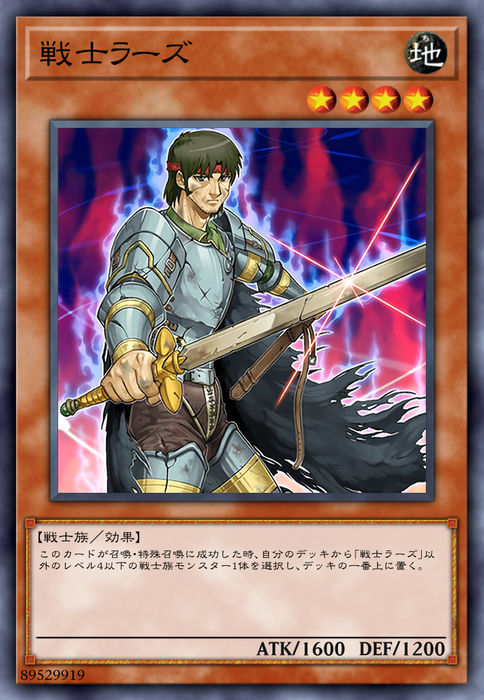 戦士ラーズ
ち
地
【戦士族／効果】
このカードが召喚・特殊召喚に成功した時、自分のデッキから「戦士ラーズ」以
外のレベル4以下の戦士族モンスター1体を選択し、デッキの一番上に置く。
ATK/1600 DEF/1200
89529919